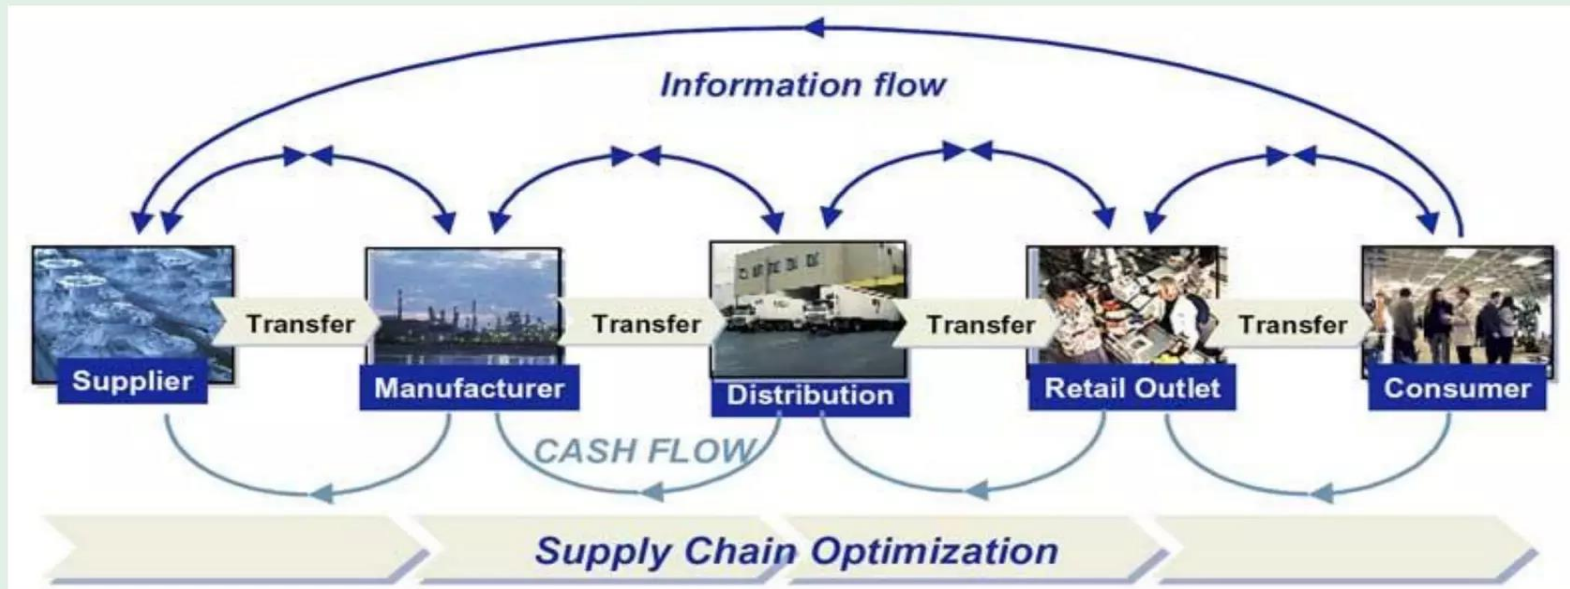 Information flow
Transfer
Transfer
Transfer
Transfer
Supplier
Manufacturer
Distribution
Retail Outlet
Consumer
CASH FLOW
Supply Chain Optimization